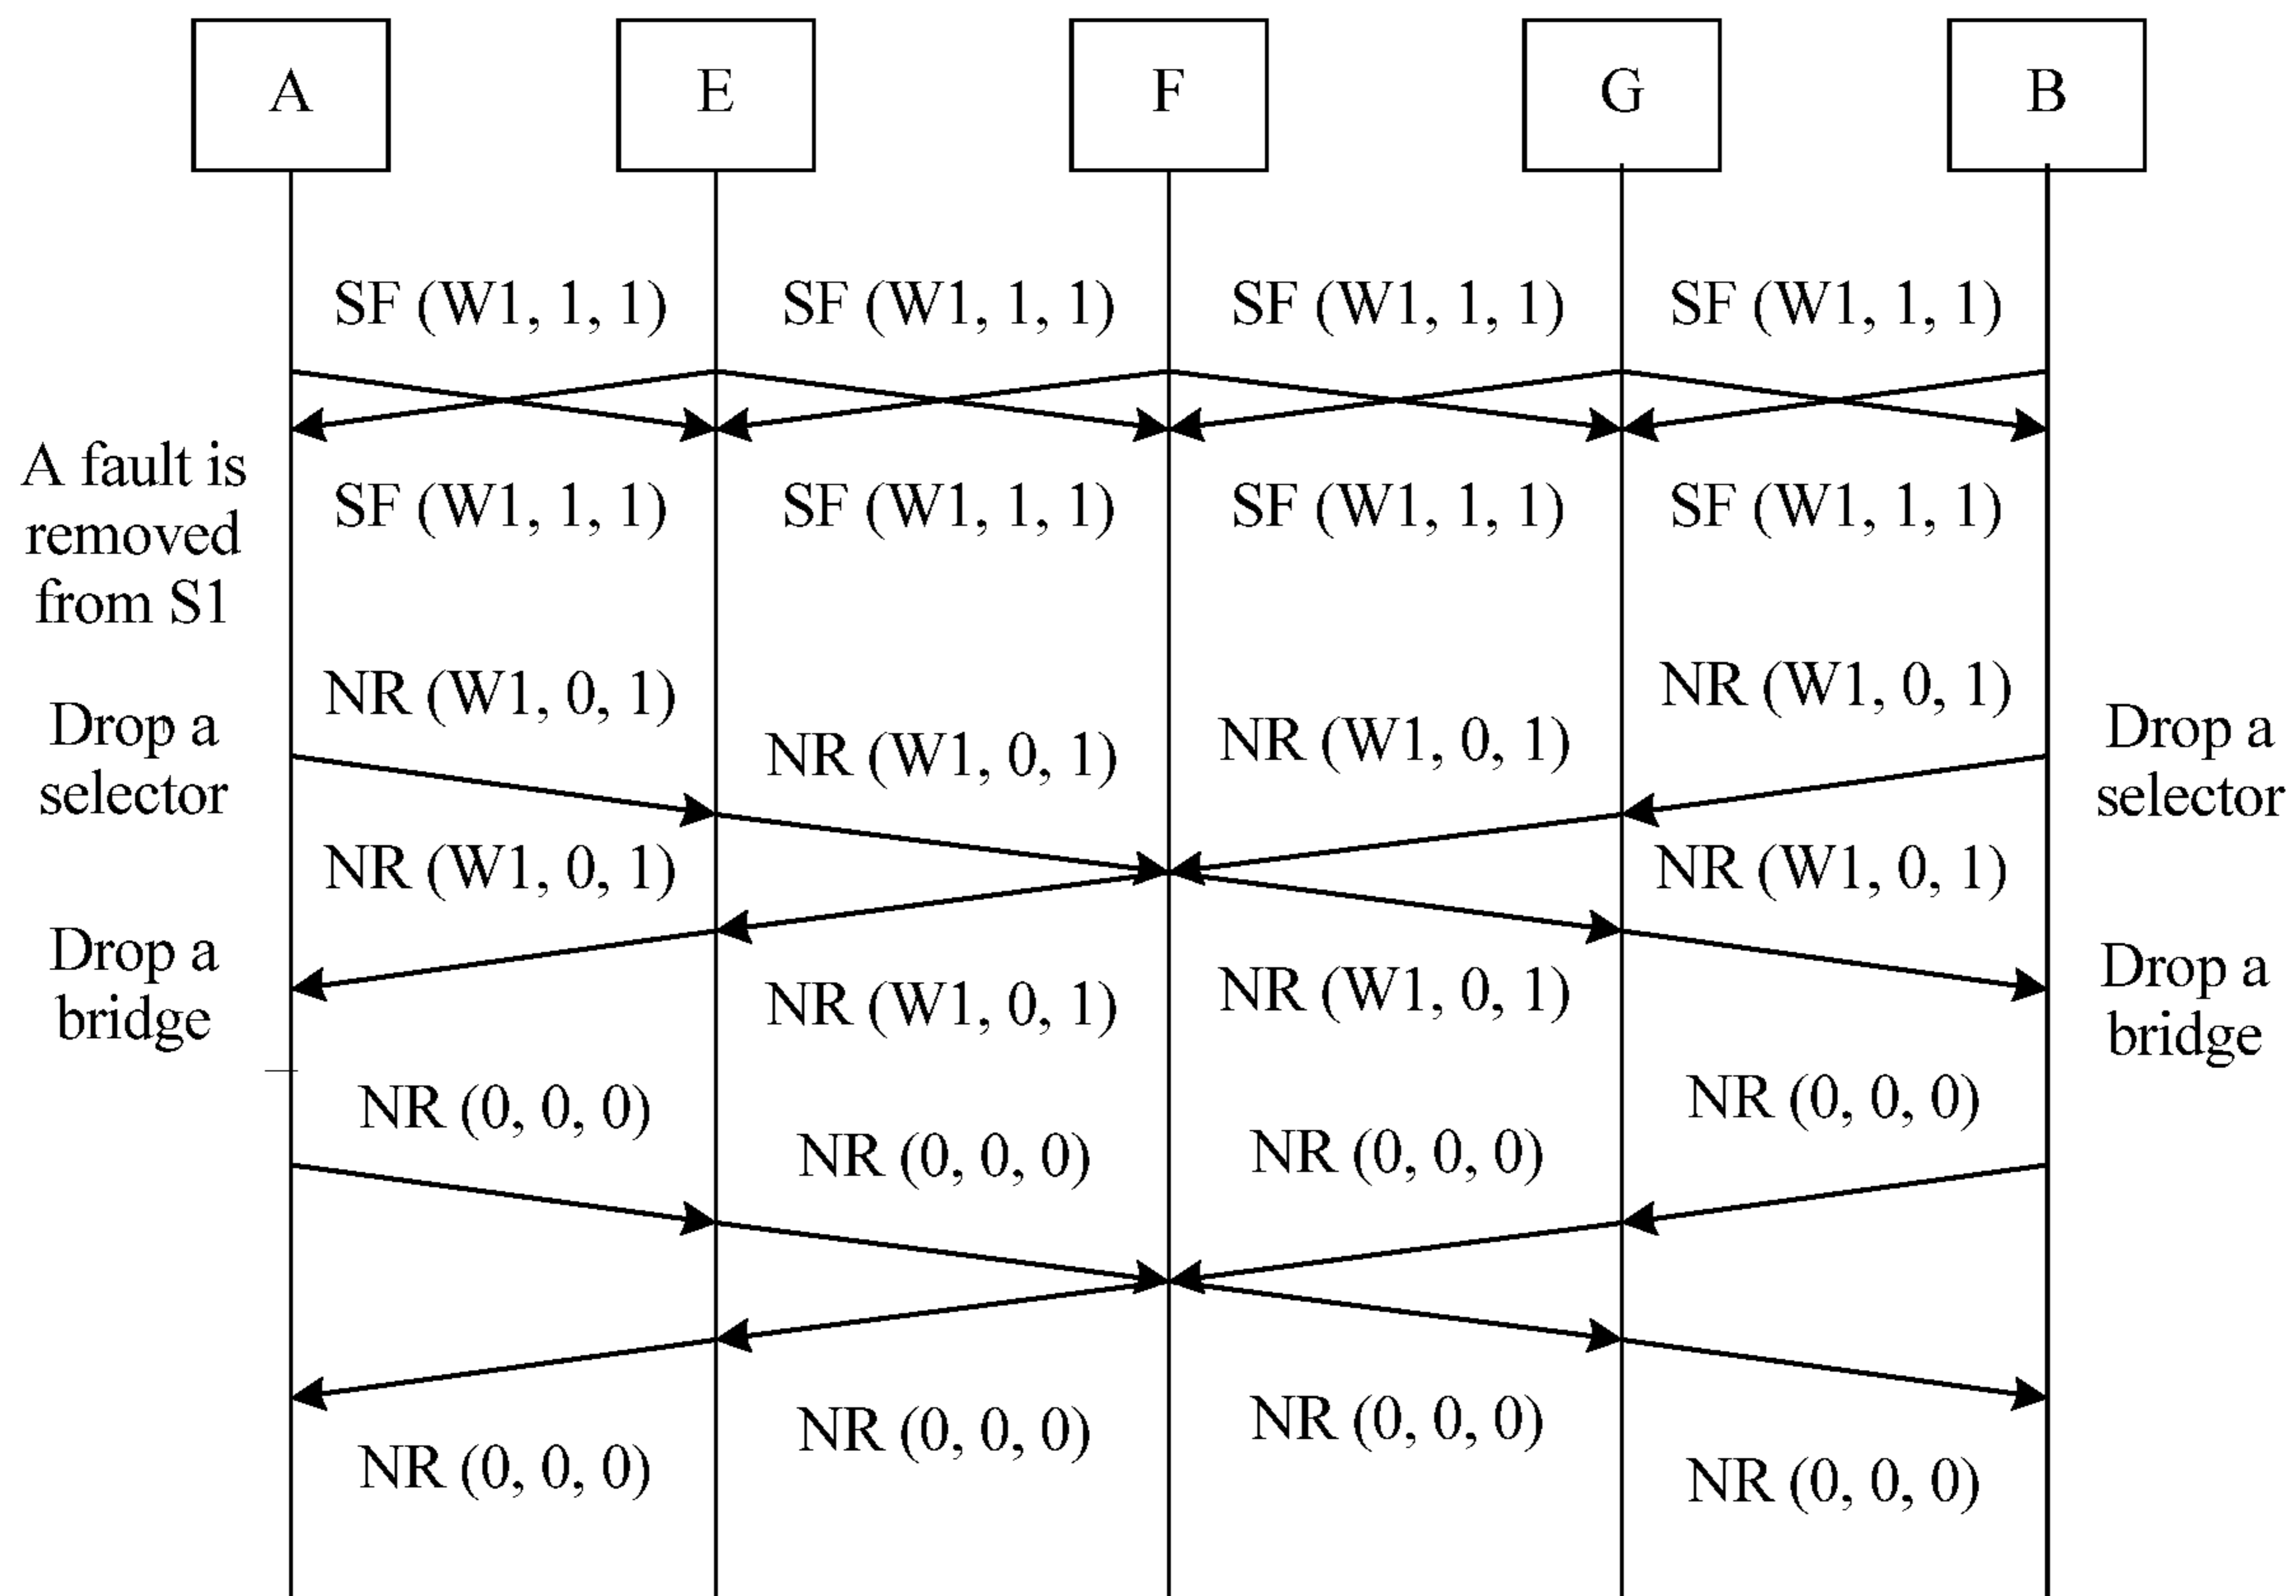 A
E
F
G
B
SF (W1, 1, 1)
SF (W1, 1, 1)
SF (W1, 1, 1)
SF (W1, 1, 1)
A fault is
removed
from S1
SF (W1, 1, 1)
SF (W1, 1, 1)
SF (W1, 1, 1)
SF (W1, 1, 1)
NR (W1, 0, 1)
NR (W1, 0, 1)
NR (W1, 0, 1)
NR (W1, 0, 1)
Drop a
selector
Drop a
selector
NR (W1, 0, 1)
NR (W1, 0, 1)
Drop a
bridge
NR (W1, 0, 1)
NR (W1, 0, 1)
Drop a
bridge
NR (0, 0, 0)
NR (0, 0, 0)
NR (0, 0, 0)
NR (0, 0, 0)
NR (0, 0, 0)
NR (0, 0, 0)
NR (0, 0, 0)
NR (0, 0, 0)